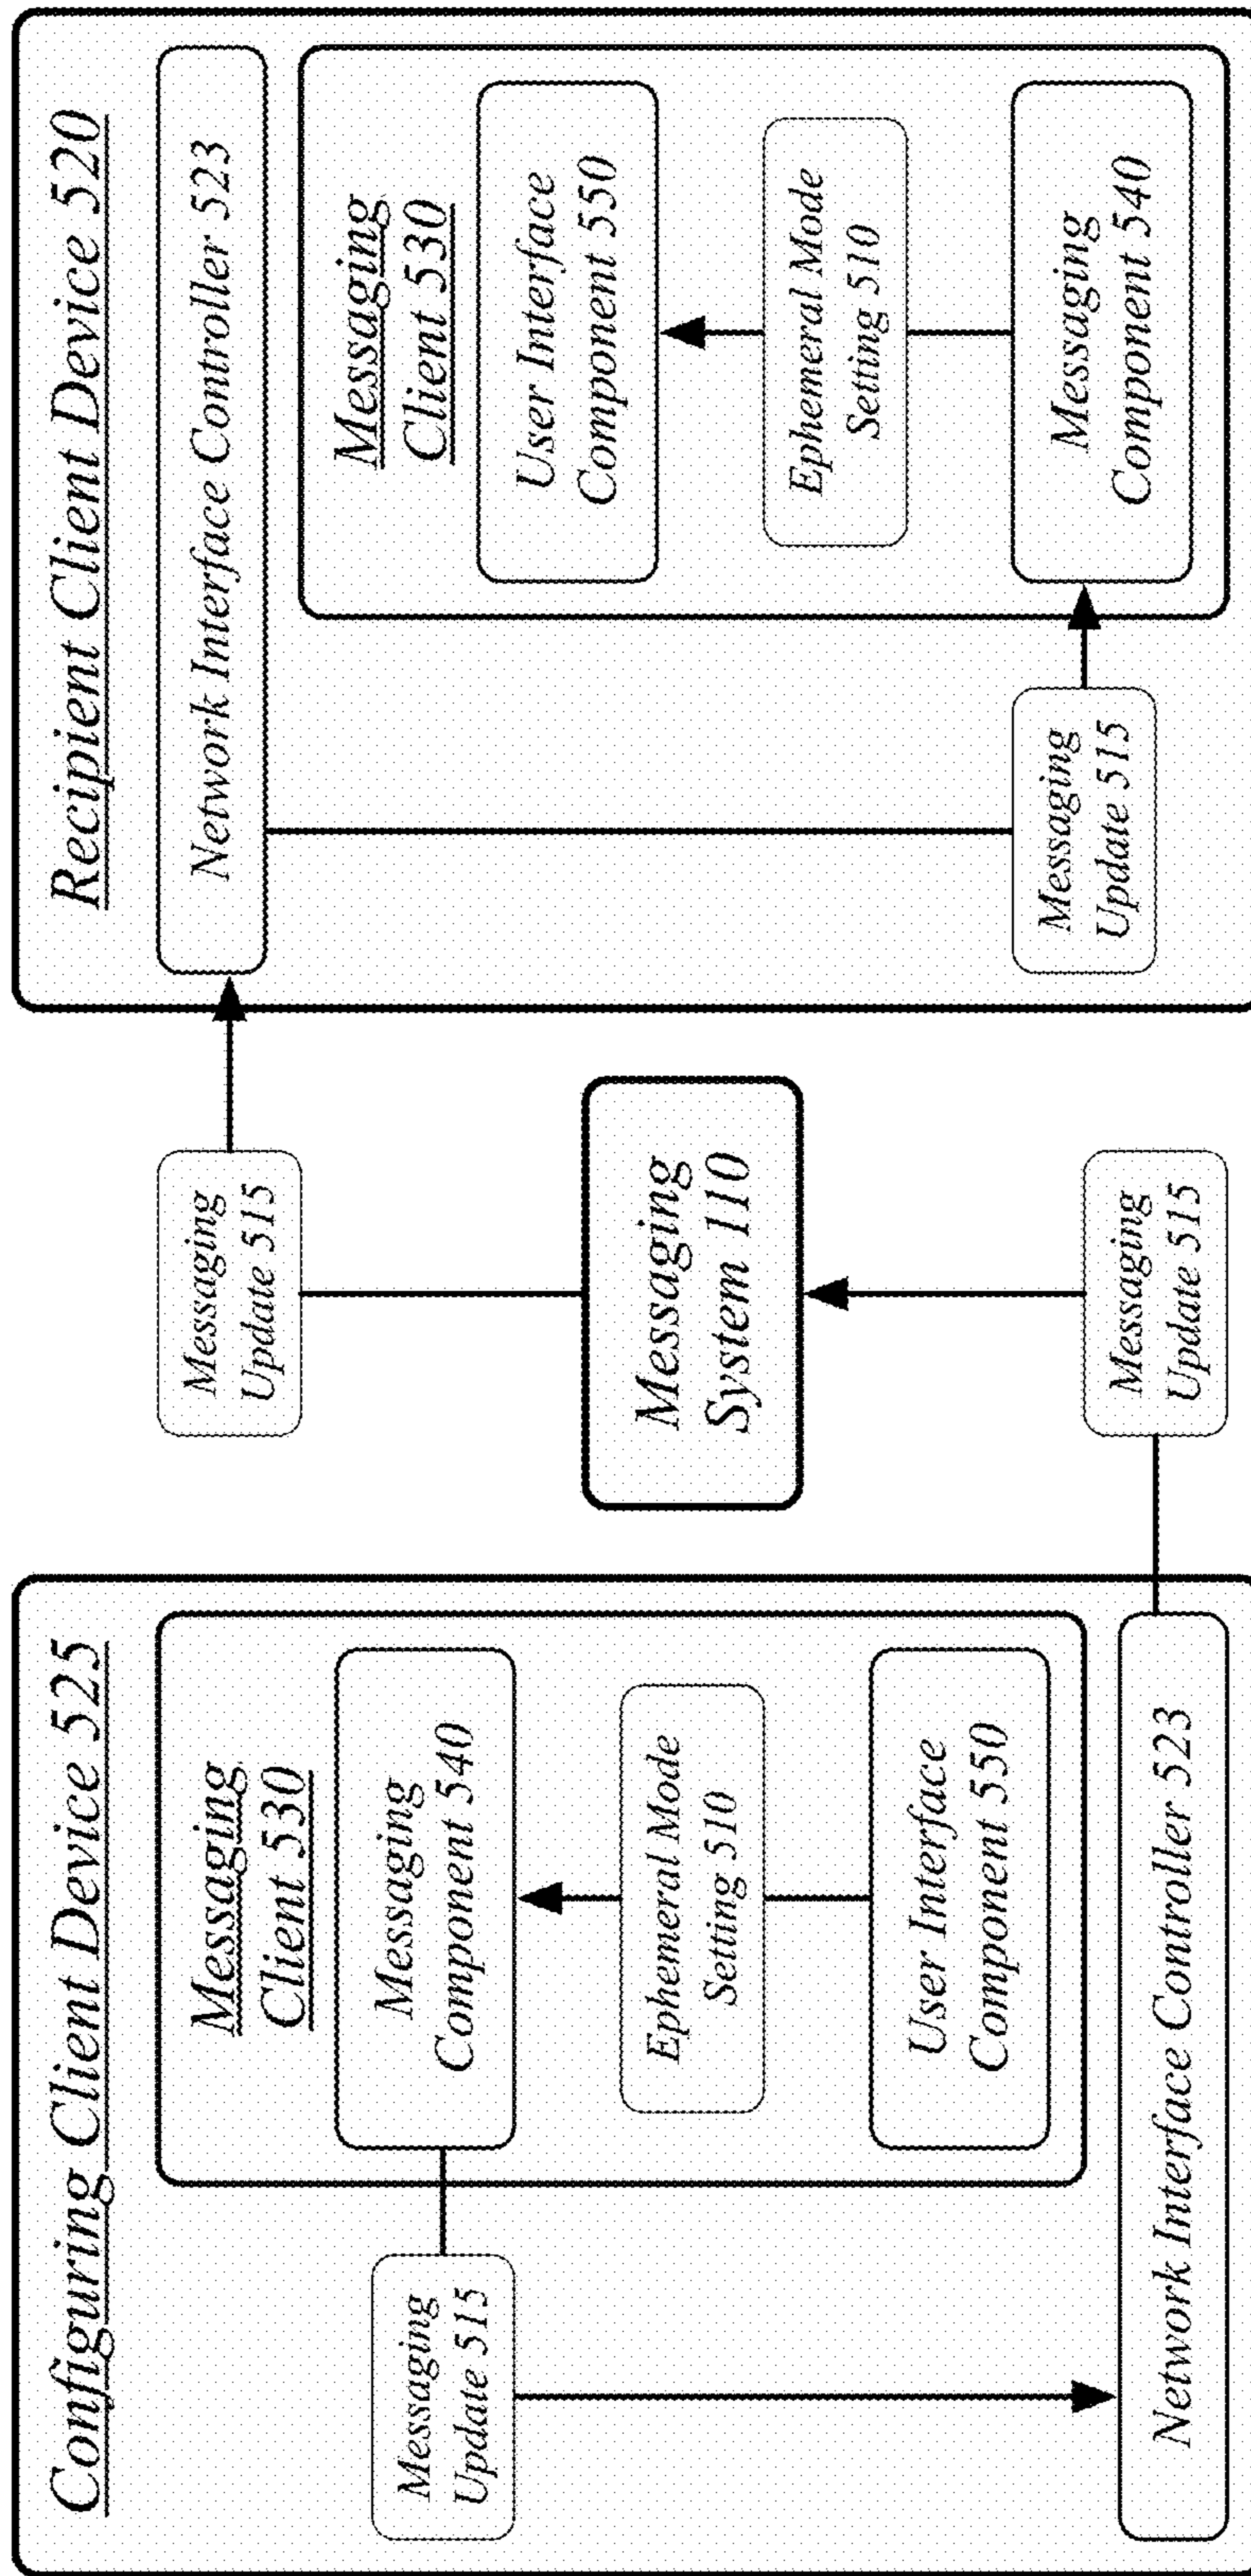 Configuring Client Device 525
Messaging
Client 530
Messaging
Component 540
Messaging
Update 515
Ephemeral Mode
Setting 510
User Interface
Component 550
Network Interface Controller 523
Messaging
Update 515
Messaging
System 110
Messaging
Update 515
Recipient Client Device 520
Network Interface Controller 523
Messaging
Client 530
User Interface
Component 550
Ephemeral Mode
Setting 510
Messaging
Update 515
Messaging
Component 540